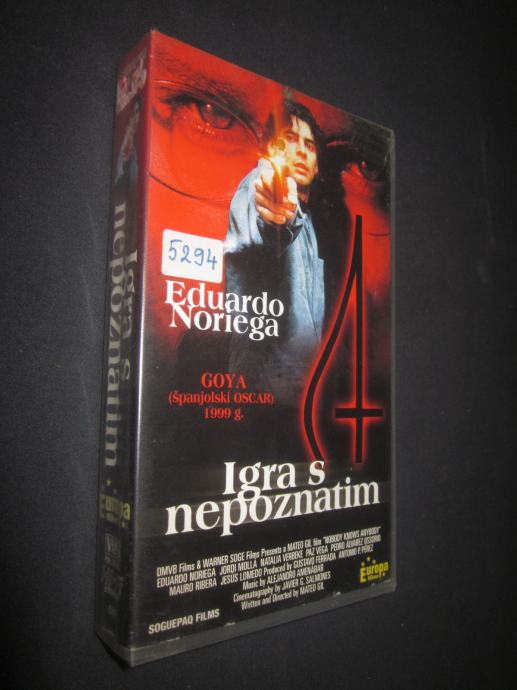 5294
Eduardo
Noriega
GOYA
(španjolski OSCAR)
1999 g.
Igra s
nepoznatim
DMVB Films & WARNER SOGE Films Presents a MATEO GIL film "NOBODY KNOWS ANYBODY"
EDUARDO NORIEGA JORDI MOLLÀ NATALIA VERBEKE PAZ VEGA PEDRO ALVAREZ OSSORIO
MAURO RIBERA JESUS LOMEDO Produced by GUSTAVO FERRADA ANTONIO P. PEREZ
Music by ALEJANDRO AMENABAR
Cinematography by JAVIER G. SALMONES
Written and Directed by MATEO GIL
SOGUEPAQ FILMS
Europa
Igra s
nepoznatim
Europa